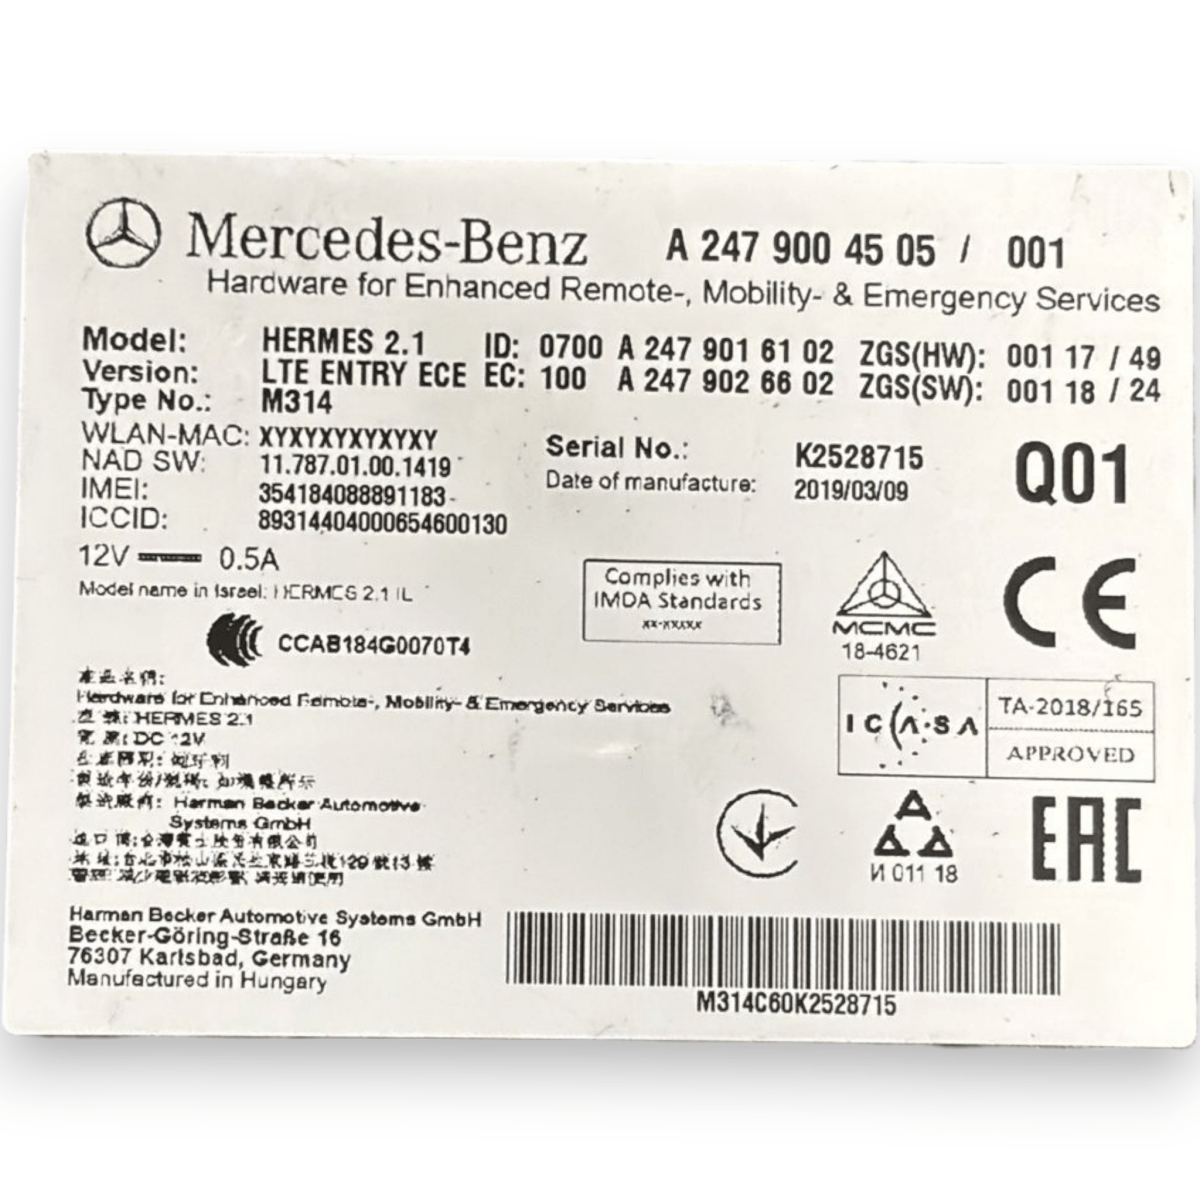 Mercedes-Benz A 247 900 45 05 / 001
Hardware for Enhanced Remote-, Mobility- & Emergency Services
Model: HERMES 2.1 ID: 0700 A 247 901 61 02 ZGS(HW): 001 17 / 49
Version: LTE ENTRY ECE EC: 100 A 247 902 66 02 ZGS(SW): 001 18 / 24
Type No.: M314
WLAN-MAC: XYXYXYXYXYXY
NAD SW: 11.787.01.00.1419
IMEI: 354184088891183
ICCID: 89314404000654600130
Serial No.: K2528715
Date of manufacture: 2019/03/09
Q01
12V 0.5A
Model name in Israel: HERMES 2.1 IL
Complies with
IMDA Standards
xx-xxxxx
MCMC
18-4621
CE
CCAB184G0070T4
ICASA
TA-2018/165
APPROVED
Hardware for Enhanced Remote-, Mobility- & Emergency Services
HERMES 2.1
DC 12V
Harman Becker Automotive
Systems GmbH
И 011 18
EAC
Harman Becker Automotive Systems GmbH
Becker-Göring-Straße 16
76307 Karlsbad, Germany
Manufactured in Hungary
M314C60K2528715